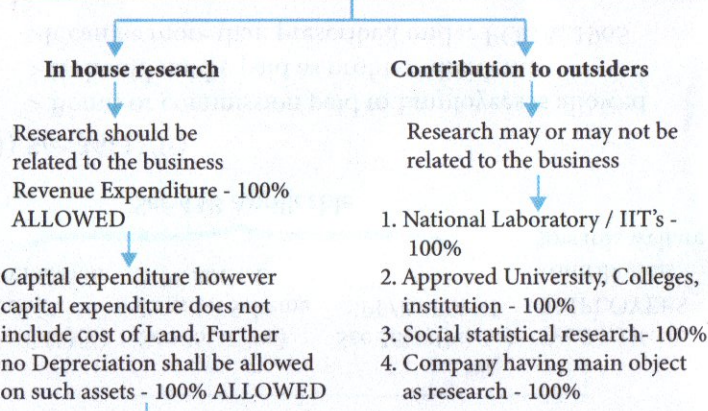 In house research
Research should be
related to the business
Revenue Expenditure - 100%
ALLOWED
Capital expenditure however
capital expenditure does not
include cost of Land. Further
no Depreciation shall be allowed
on such assets - 100% ALLOWED
Contribution to outsiders
Research may or may not be
related to the business
1. National Laboratory / IIT's -
100%
2. Approved University, Colleges,
institution - 100%
3. Social statistical research- 100%
4. Company having main object
as research - 100%